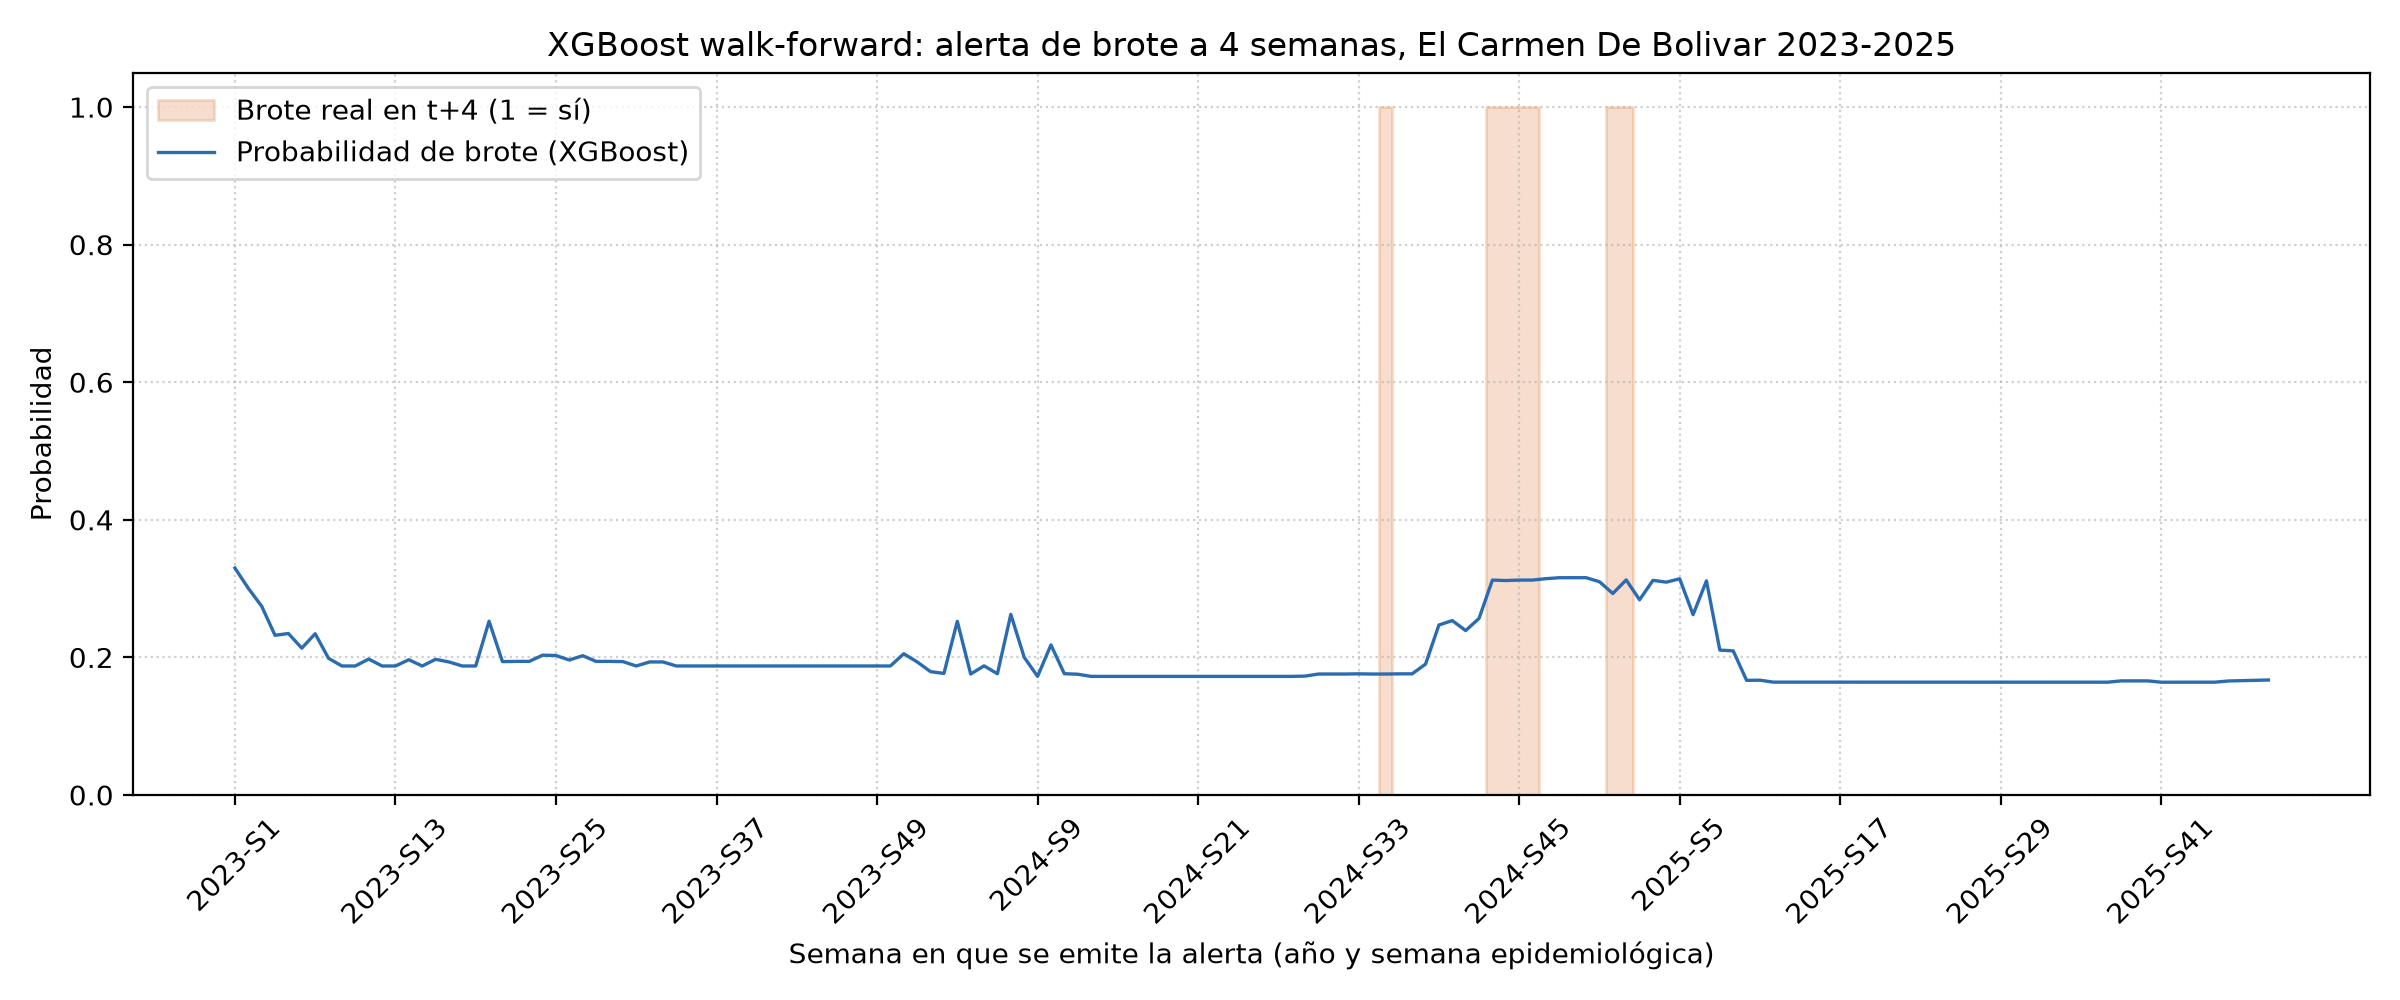 XGBoost walk-forward: alerta de brote a 4 semanas, El Carmen De Bolivar 2023-2025
Brote real en t+4 (1 = sí)
Probabilidad de brote (XGBoost)
Probabilidad
1.0
0.8
0.6
0.4
0.2
0.0
2023-S1
2023-S13
2023-S25
2023-S37
2023-S49
2024-S9
2024-S21
2024-S33
2024-S45
2025-S5
2025-S17
2025-S29
2025-S41
Semana en que se emite la alerta (año y semana epidemiológica)